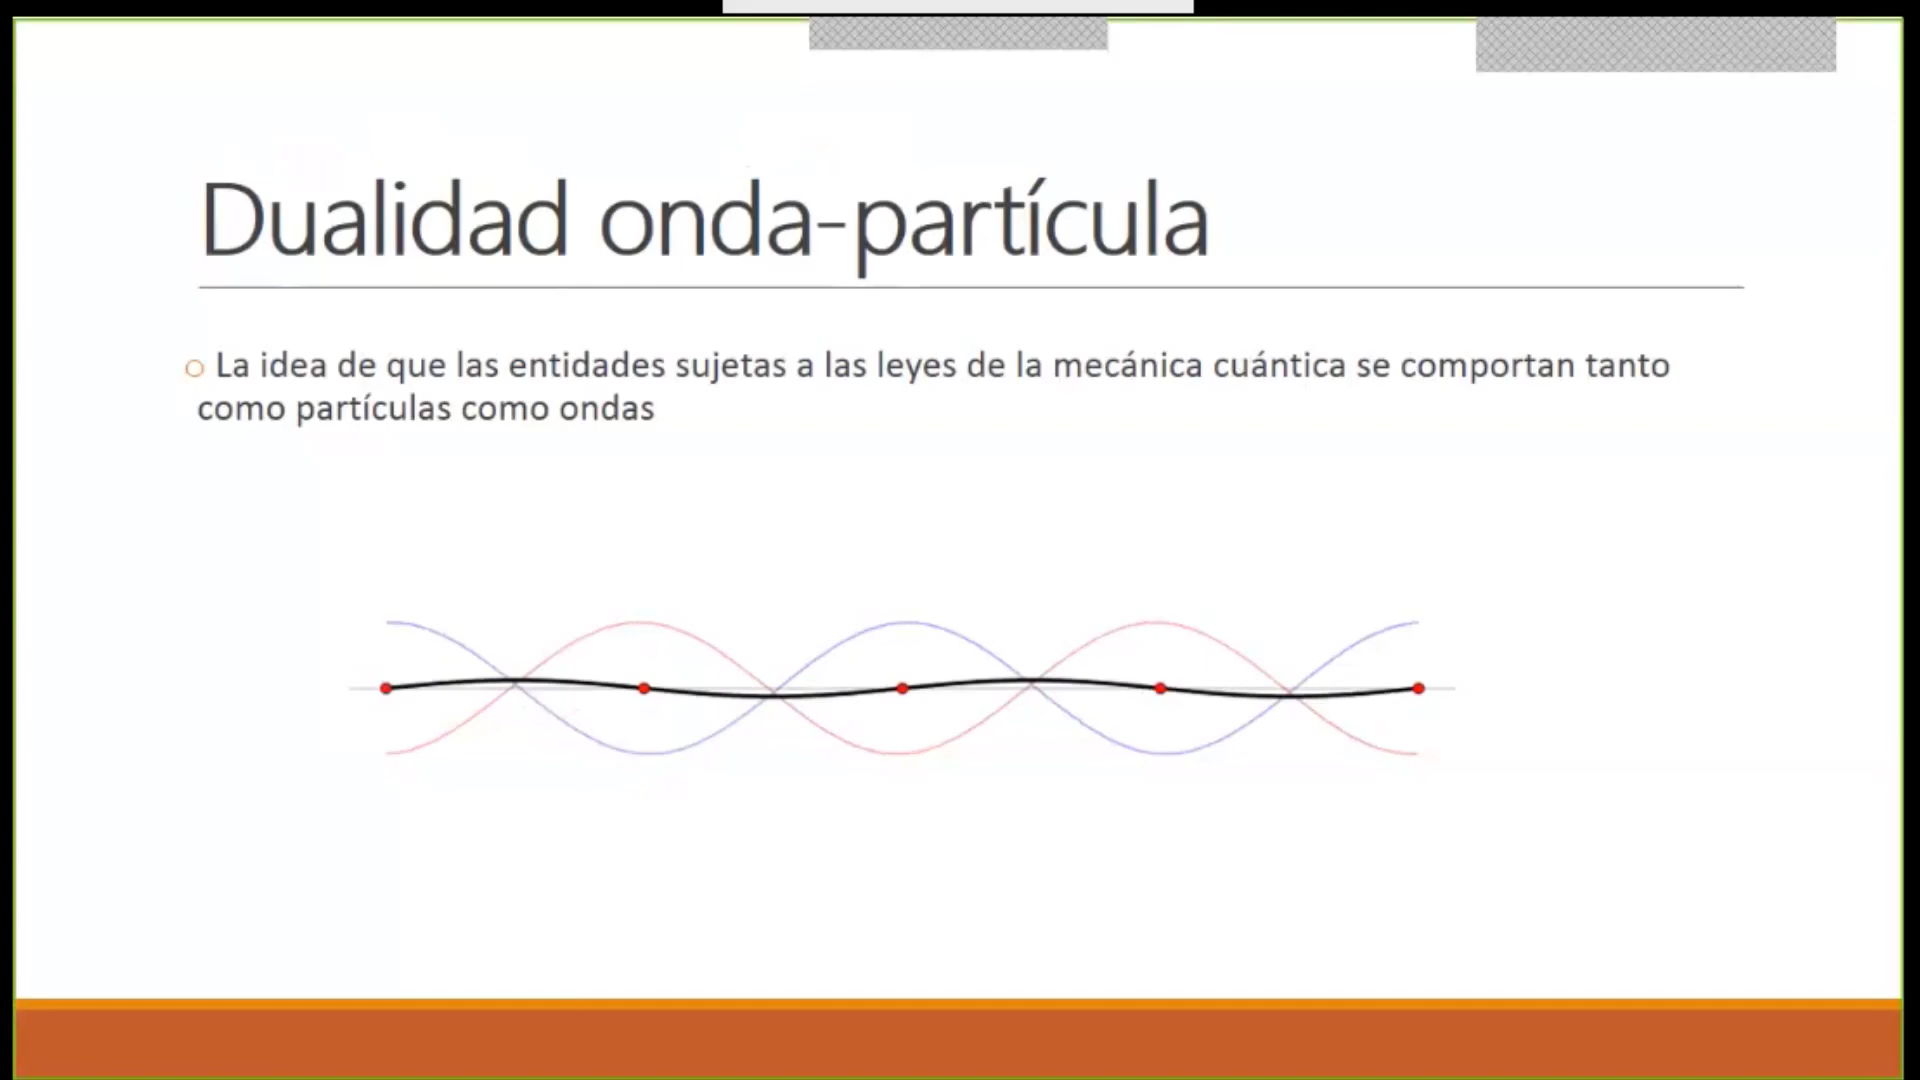 Dualidad onda-partícula
La idea de que las entidades sujetas a las leyes de la mecánica cuántica se comportan tanto
como partículas como ondas